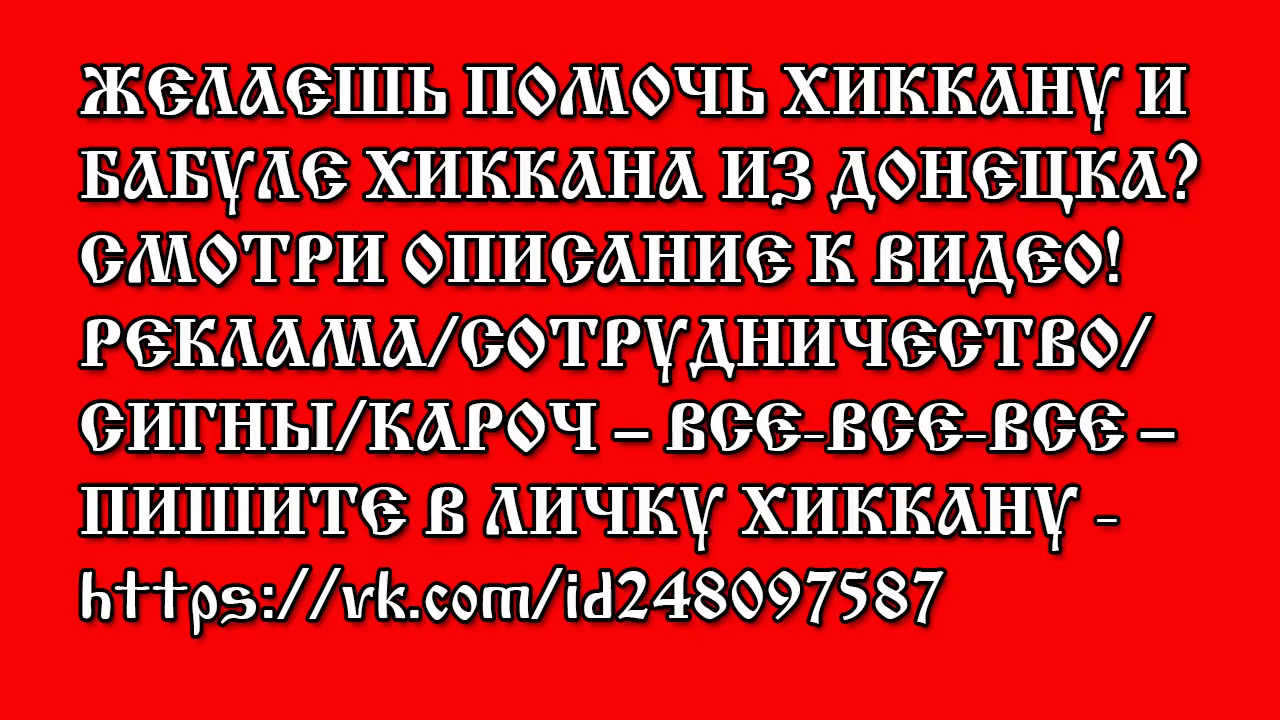 ЖЕЛАЕШЬ ПОМОЧЬ ХИККАНУ И
БАБУЛЕ ХИККАНА ИЗ ДОНЕЦКА?
СМОТРИ ОПИСАНИЕ К ВИДЕО!
РЕКЛАМА/СОТРУДНИЧЕСТВО/
СИГНЫ/КАРОЧ – ВСЕ-ВСЕ-ВСЕ –
ПИШИТЕ В ЛИЧКУ ХИККАНУ -
https://vk.com/id248097587